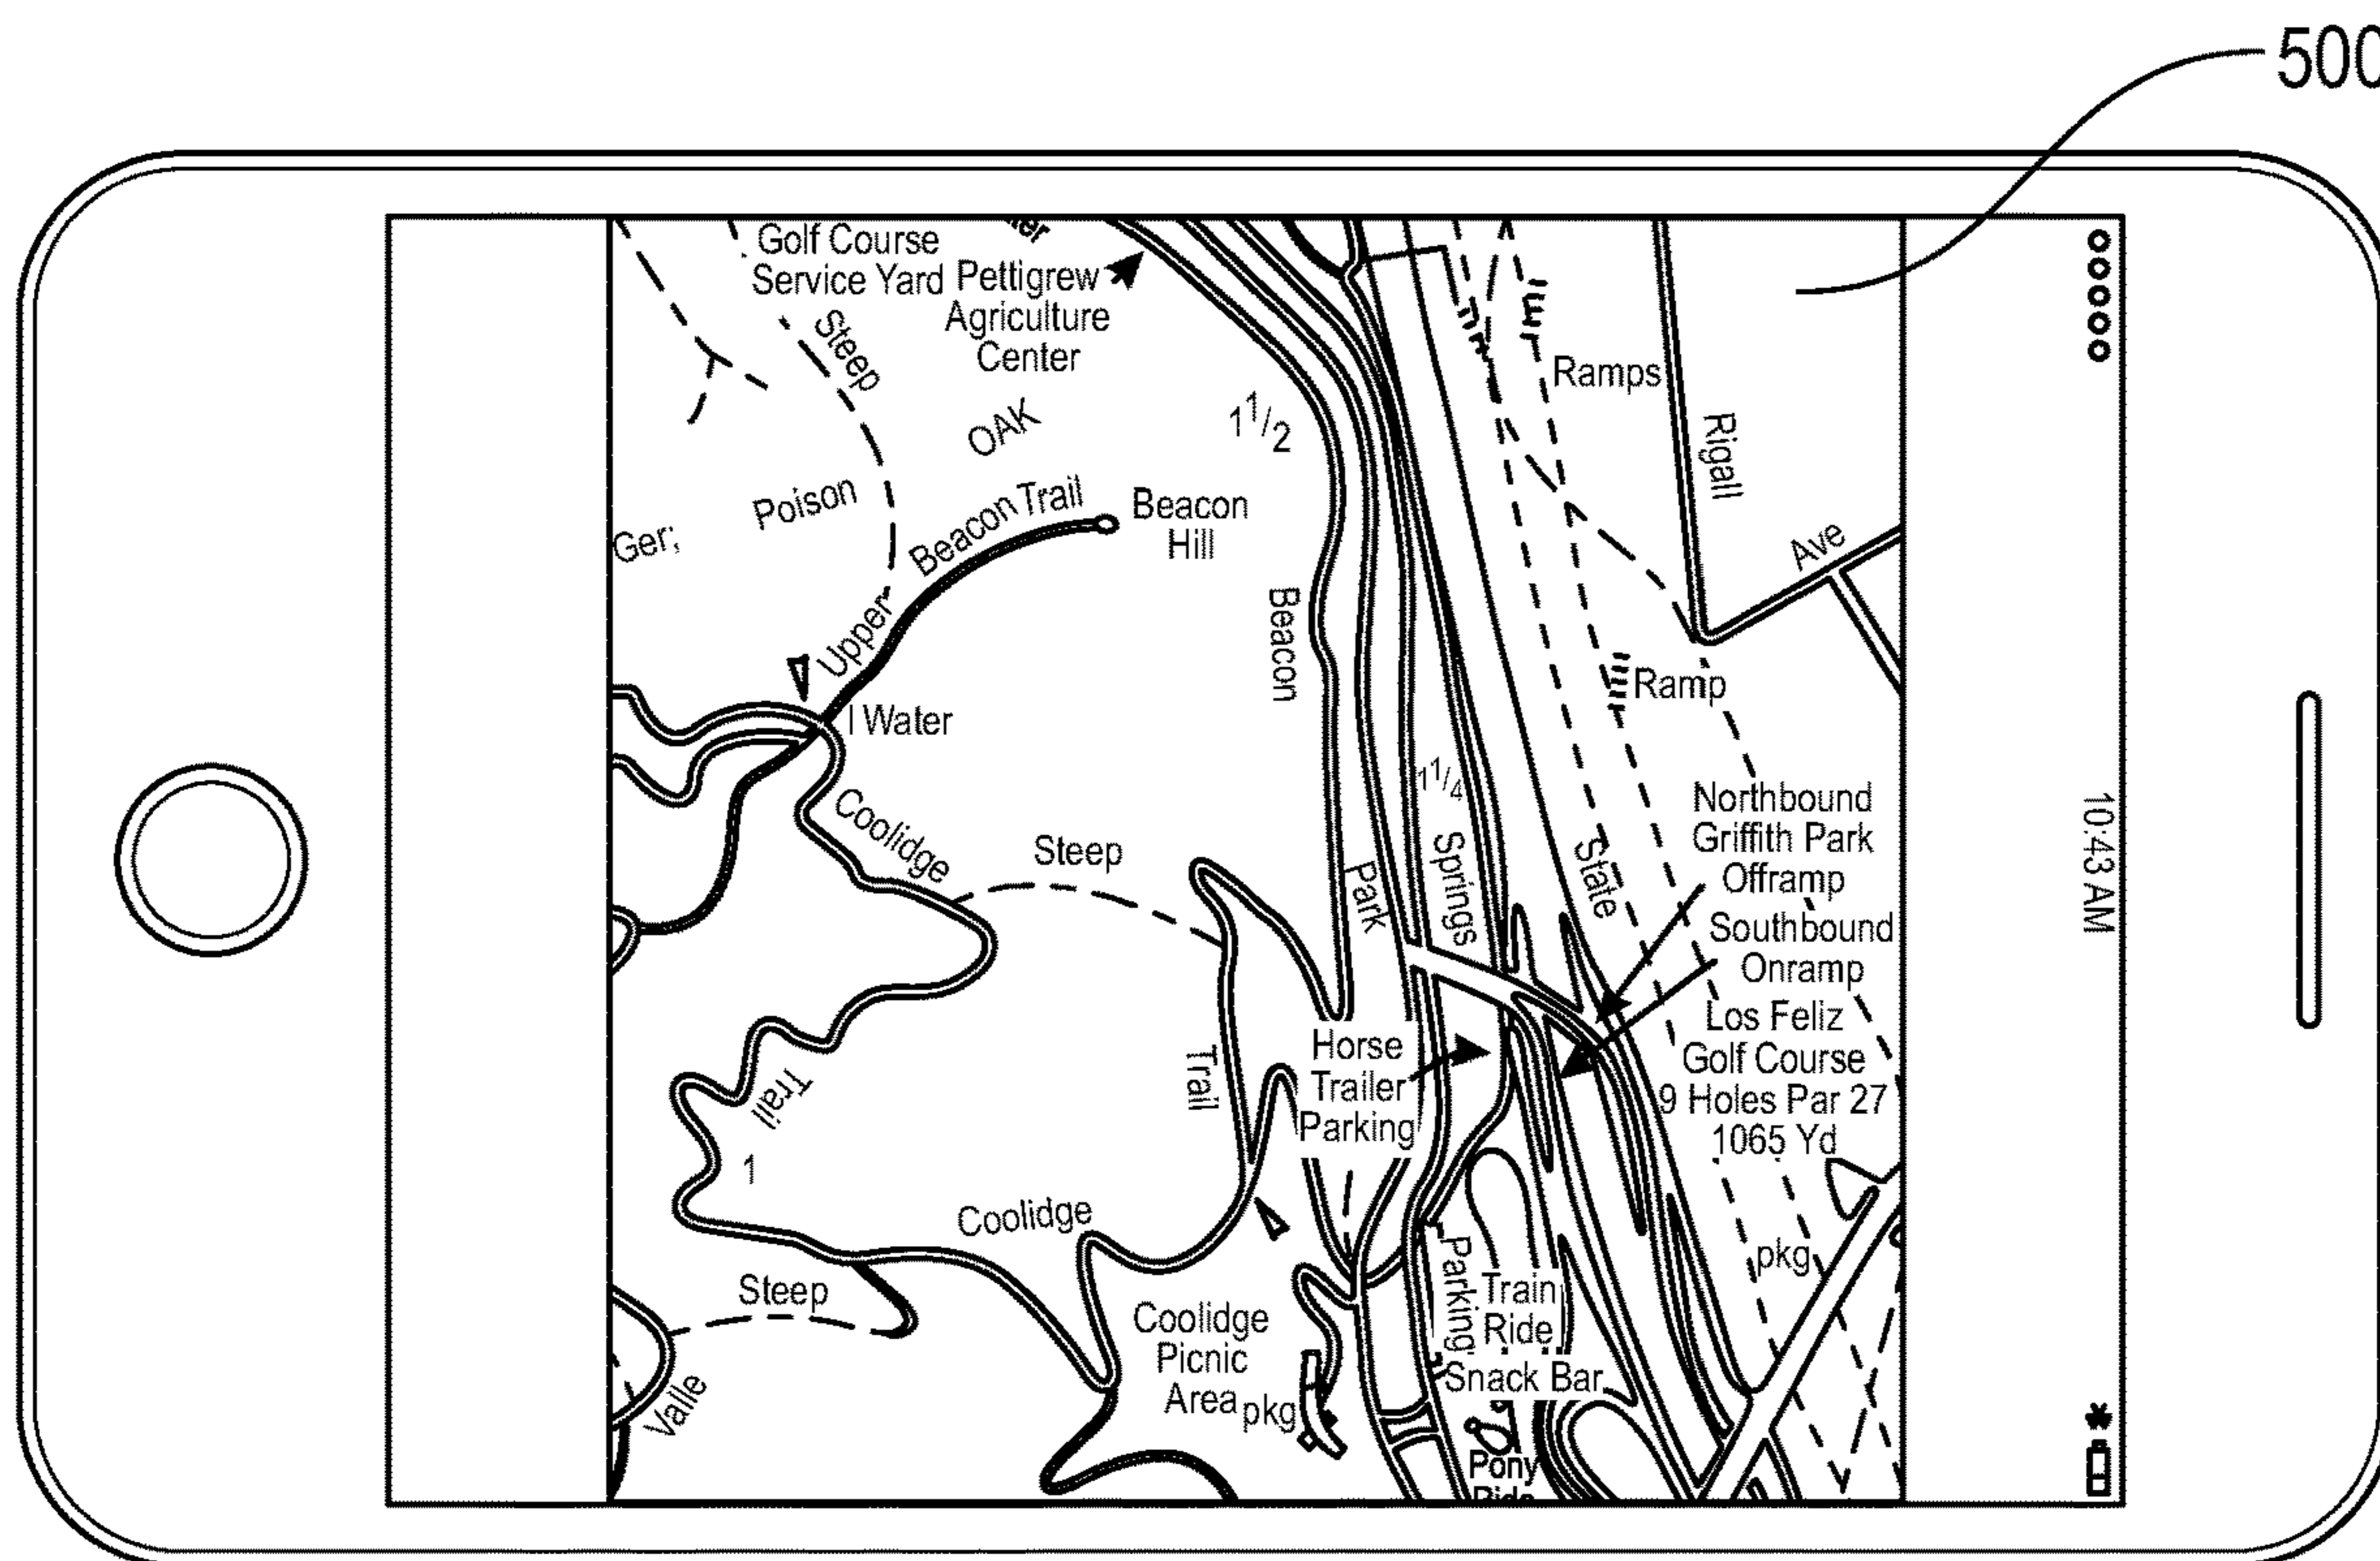 500
Golf Course
Service Yard
Pettigrew
Agriculture
Center
Steep
OAK
Poison
1 1/2
Ramps
Rigall
Ave
Upper Beacon Trail
Beacon
Hill
Beacon
Ramp
Water
1 1/4
Coolidge
Steep
Park
Springs
State
Northbound
Griffith Park
Offramp
Southbound
Onramp
Los Feliz
Golf Course
9 Holes Par 27
1065 Yd
Horse
Trailer
Parking
Trail
Trail
1
Coolidge
Steep
Valle
Coolidge
Picnic
Area
pkg
Parking
Train
Ride
Snack Bar
Pony
Ride
pkg
10:43 AM